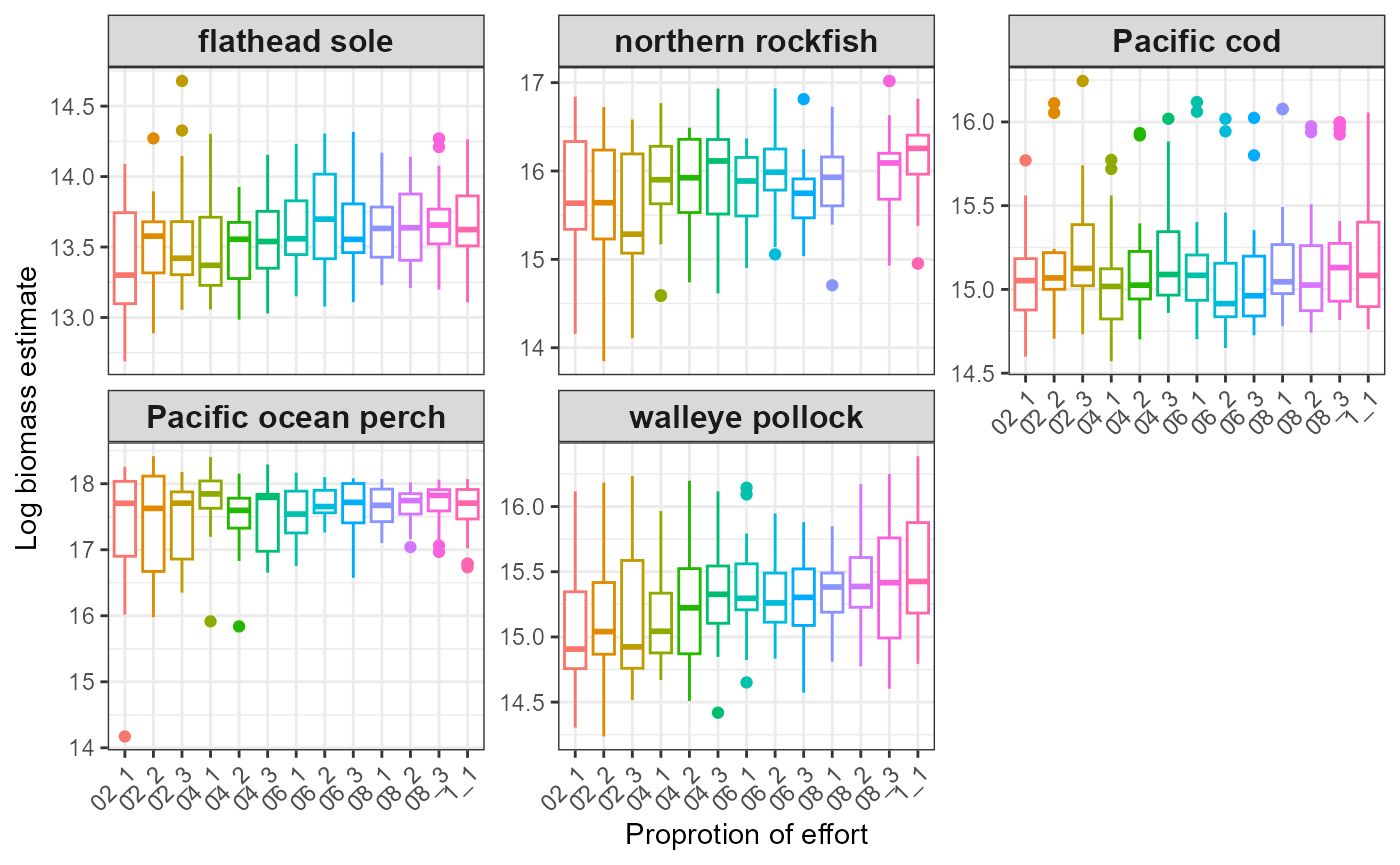 flathead sole
northern rockfish
Pacific cod
14.5
14.0
13.5
13.0
17
16
15
14
16.0
15.5
15.0
14.5
02_1 02_2 02_3 04_1 04_2 04_3 06_1 06_2 06_3 08_1 08_2 08_3 1_1
Log biomass estimate
Pacific ocean perch
walleye pollock
18
17
16
15
14
16.0
15.5
15.0
14.5
02_1 02_2 02_3 04_1 04_2 04_3 06_1 06_2 06_3 08_1 08_2 08_3 1_1
02_1 02_2 02_3 04_1 04_2 04_3 06_1 06_2 06_3 08_1 08_2 08_3 1_1
Proprotion of effort